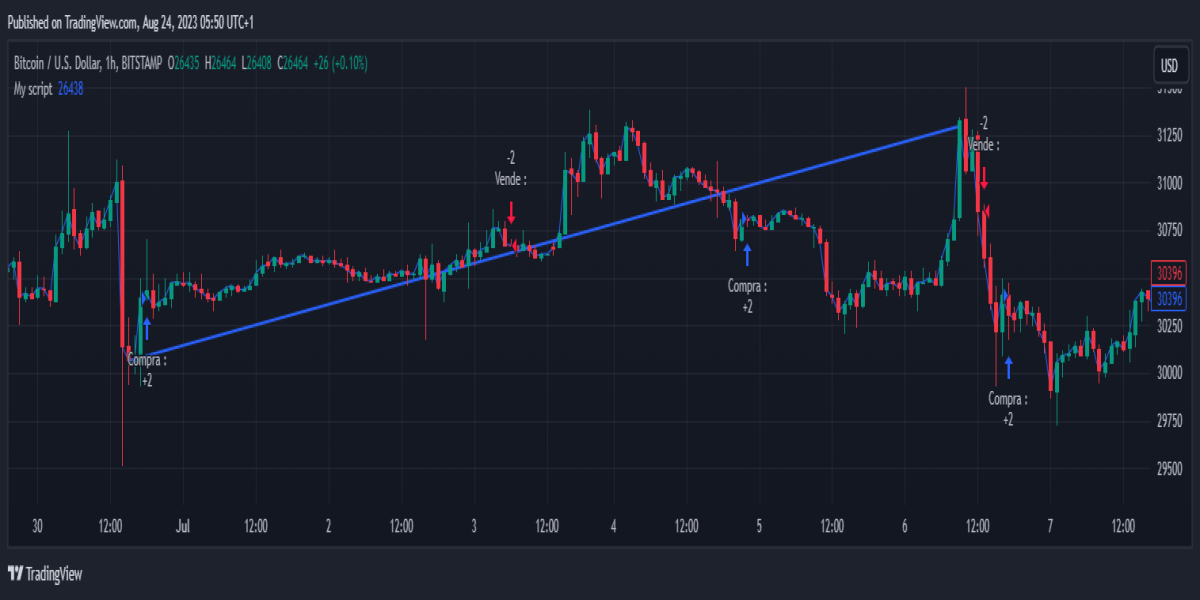 Published on TradingView.com, Aug 24, 2023 05:50 UTC+1
Bitcoin / U.S. Dollar, 1h, BITSTAMP O26435 H26464 L26408 C26464 +26 (+0.10%)
My script 26438
USD
31500
31250
31000
30750
30396
30396
30250
30000
29750
29500
-2
Vende :
-2
Vende :
Compra :
+2
Compra :
+2
Compra :
+2
30 12:00 Jul 12:00 2 12:00 3 12:00 4 12:00 5 12:00 6 12:00 7 12:00
TradingView